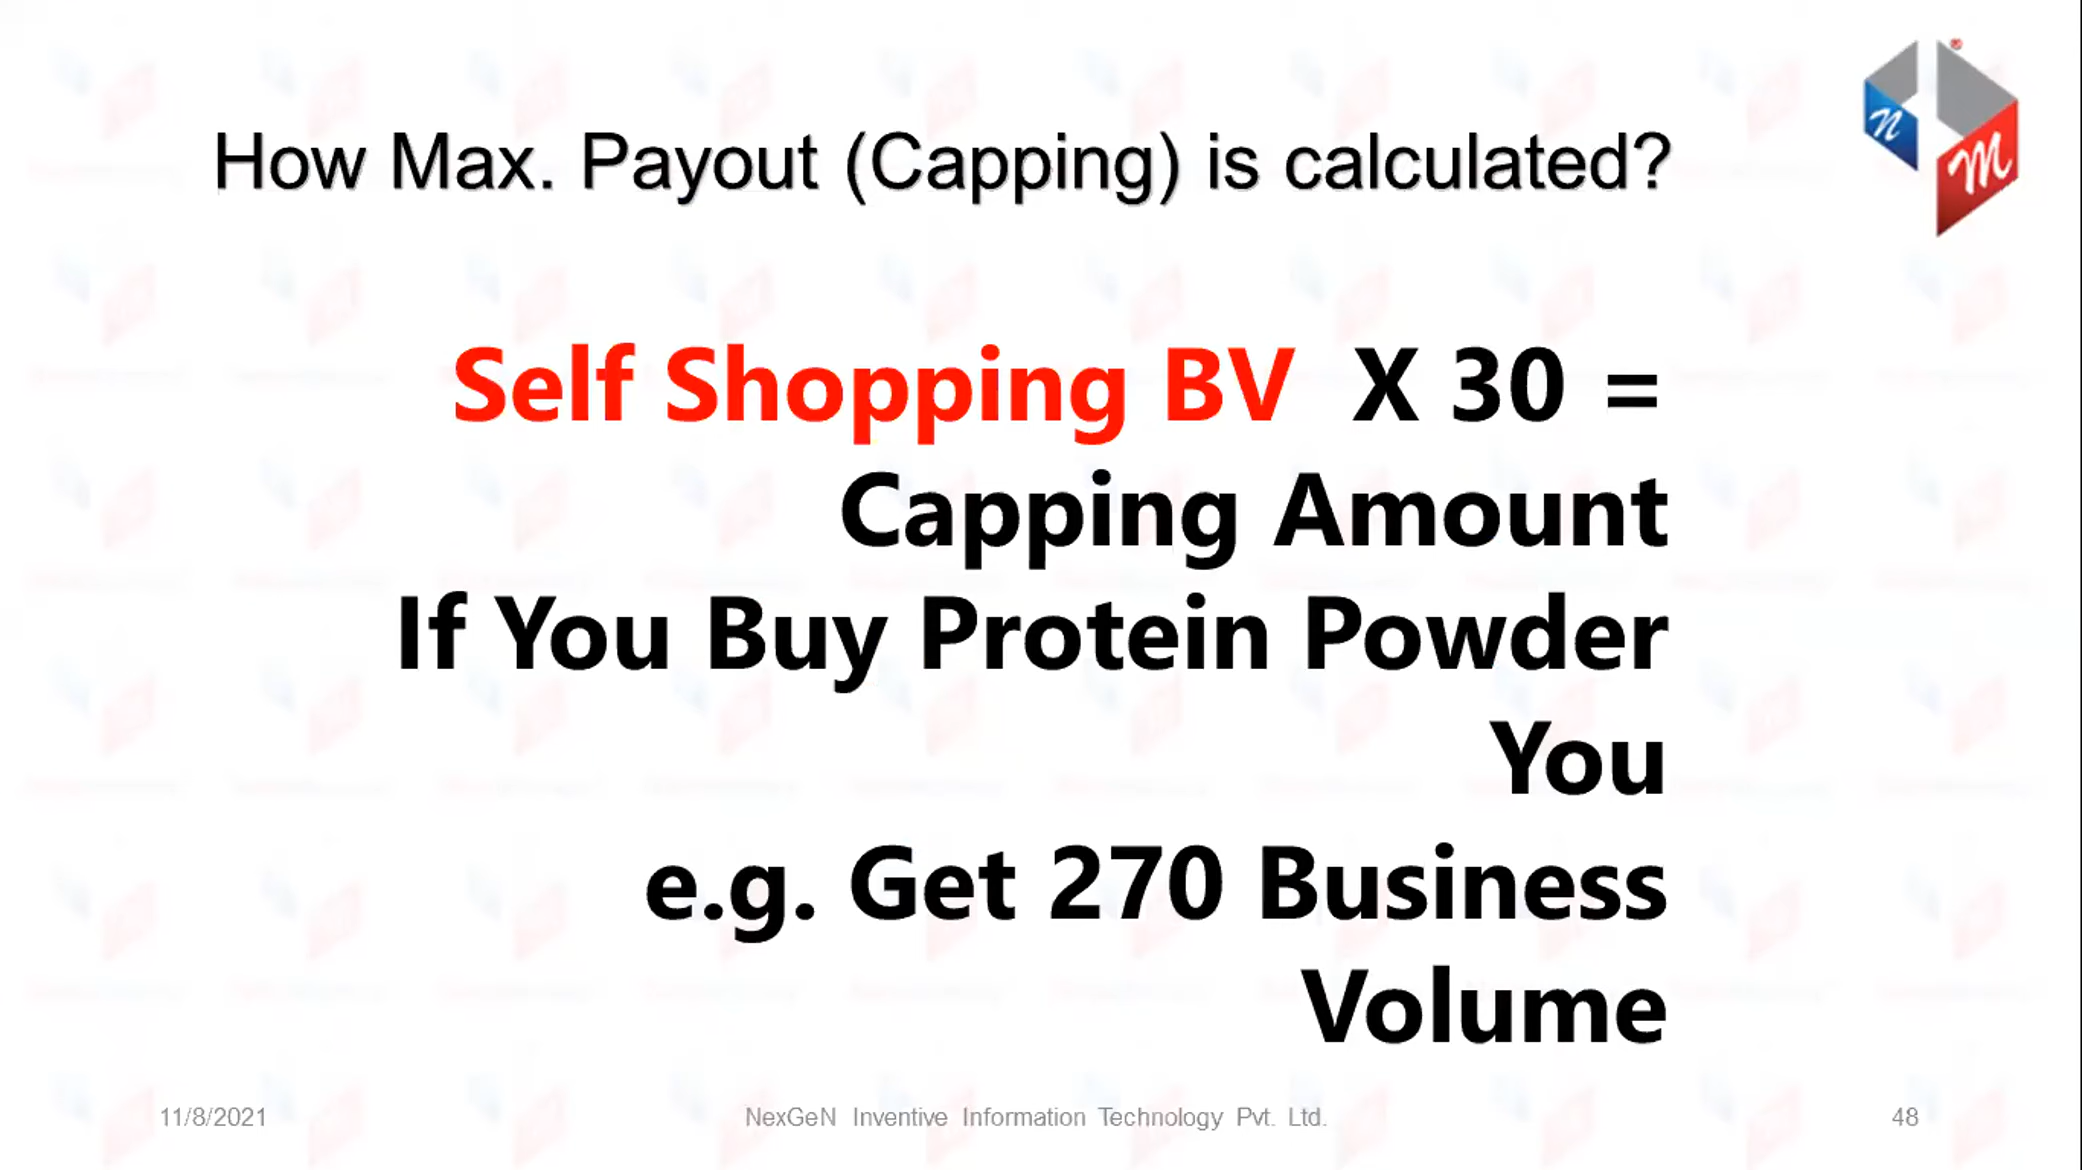 How Max. Payout (Capping) is calculated?
n
m
Self Shopping BV X 30 =
Capping Amount
If You Buy Protein Powder
You
e.g. Get 270 Business
Volume
11/8/2021 NexGeN Inventive Information Technology Pvt. Ltd. 48